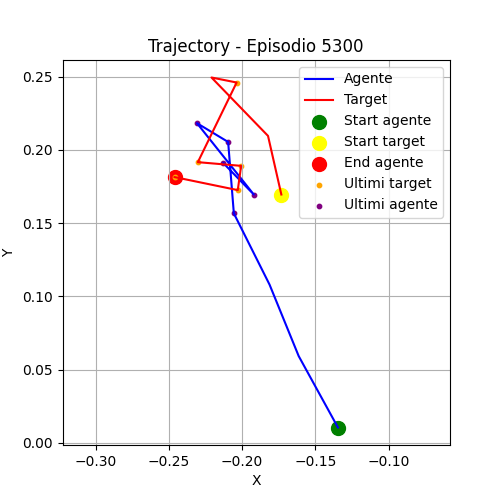 Trajectory - Episodio 5300
Agente
Target
Start agente
Start target
End agente
Ultimi target
Ultimi agente
0.25
0.20
0.15
0.10
0.05
0.00
Y
−0.30
−0.25
−0.20
−0.15
−0.10
X